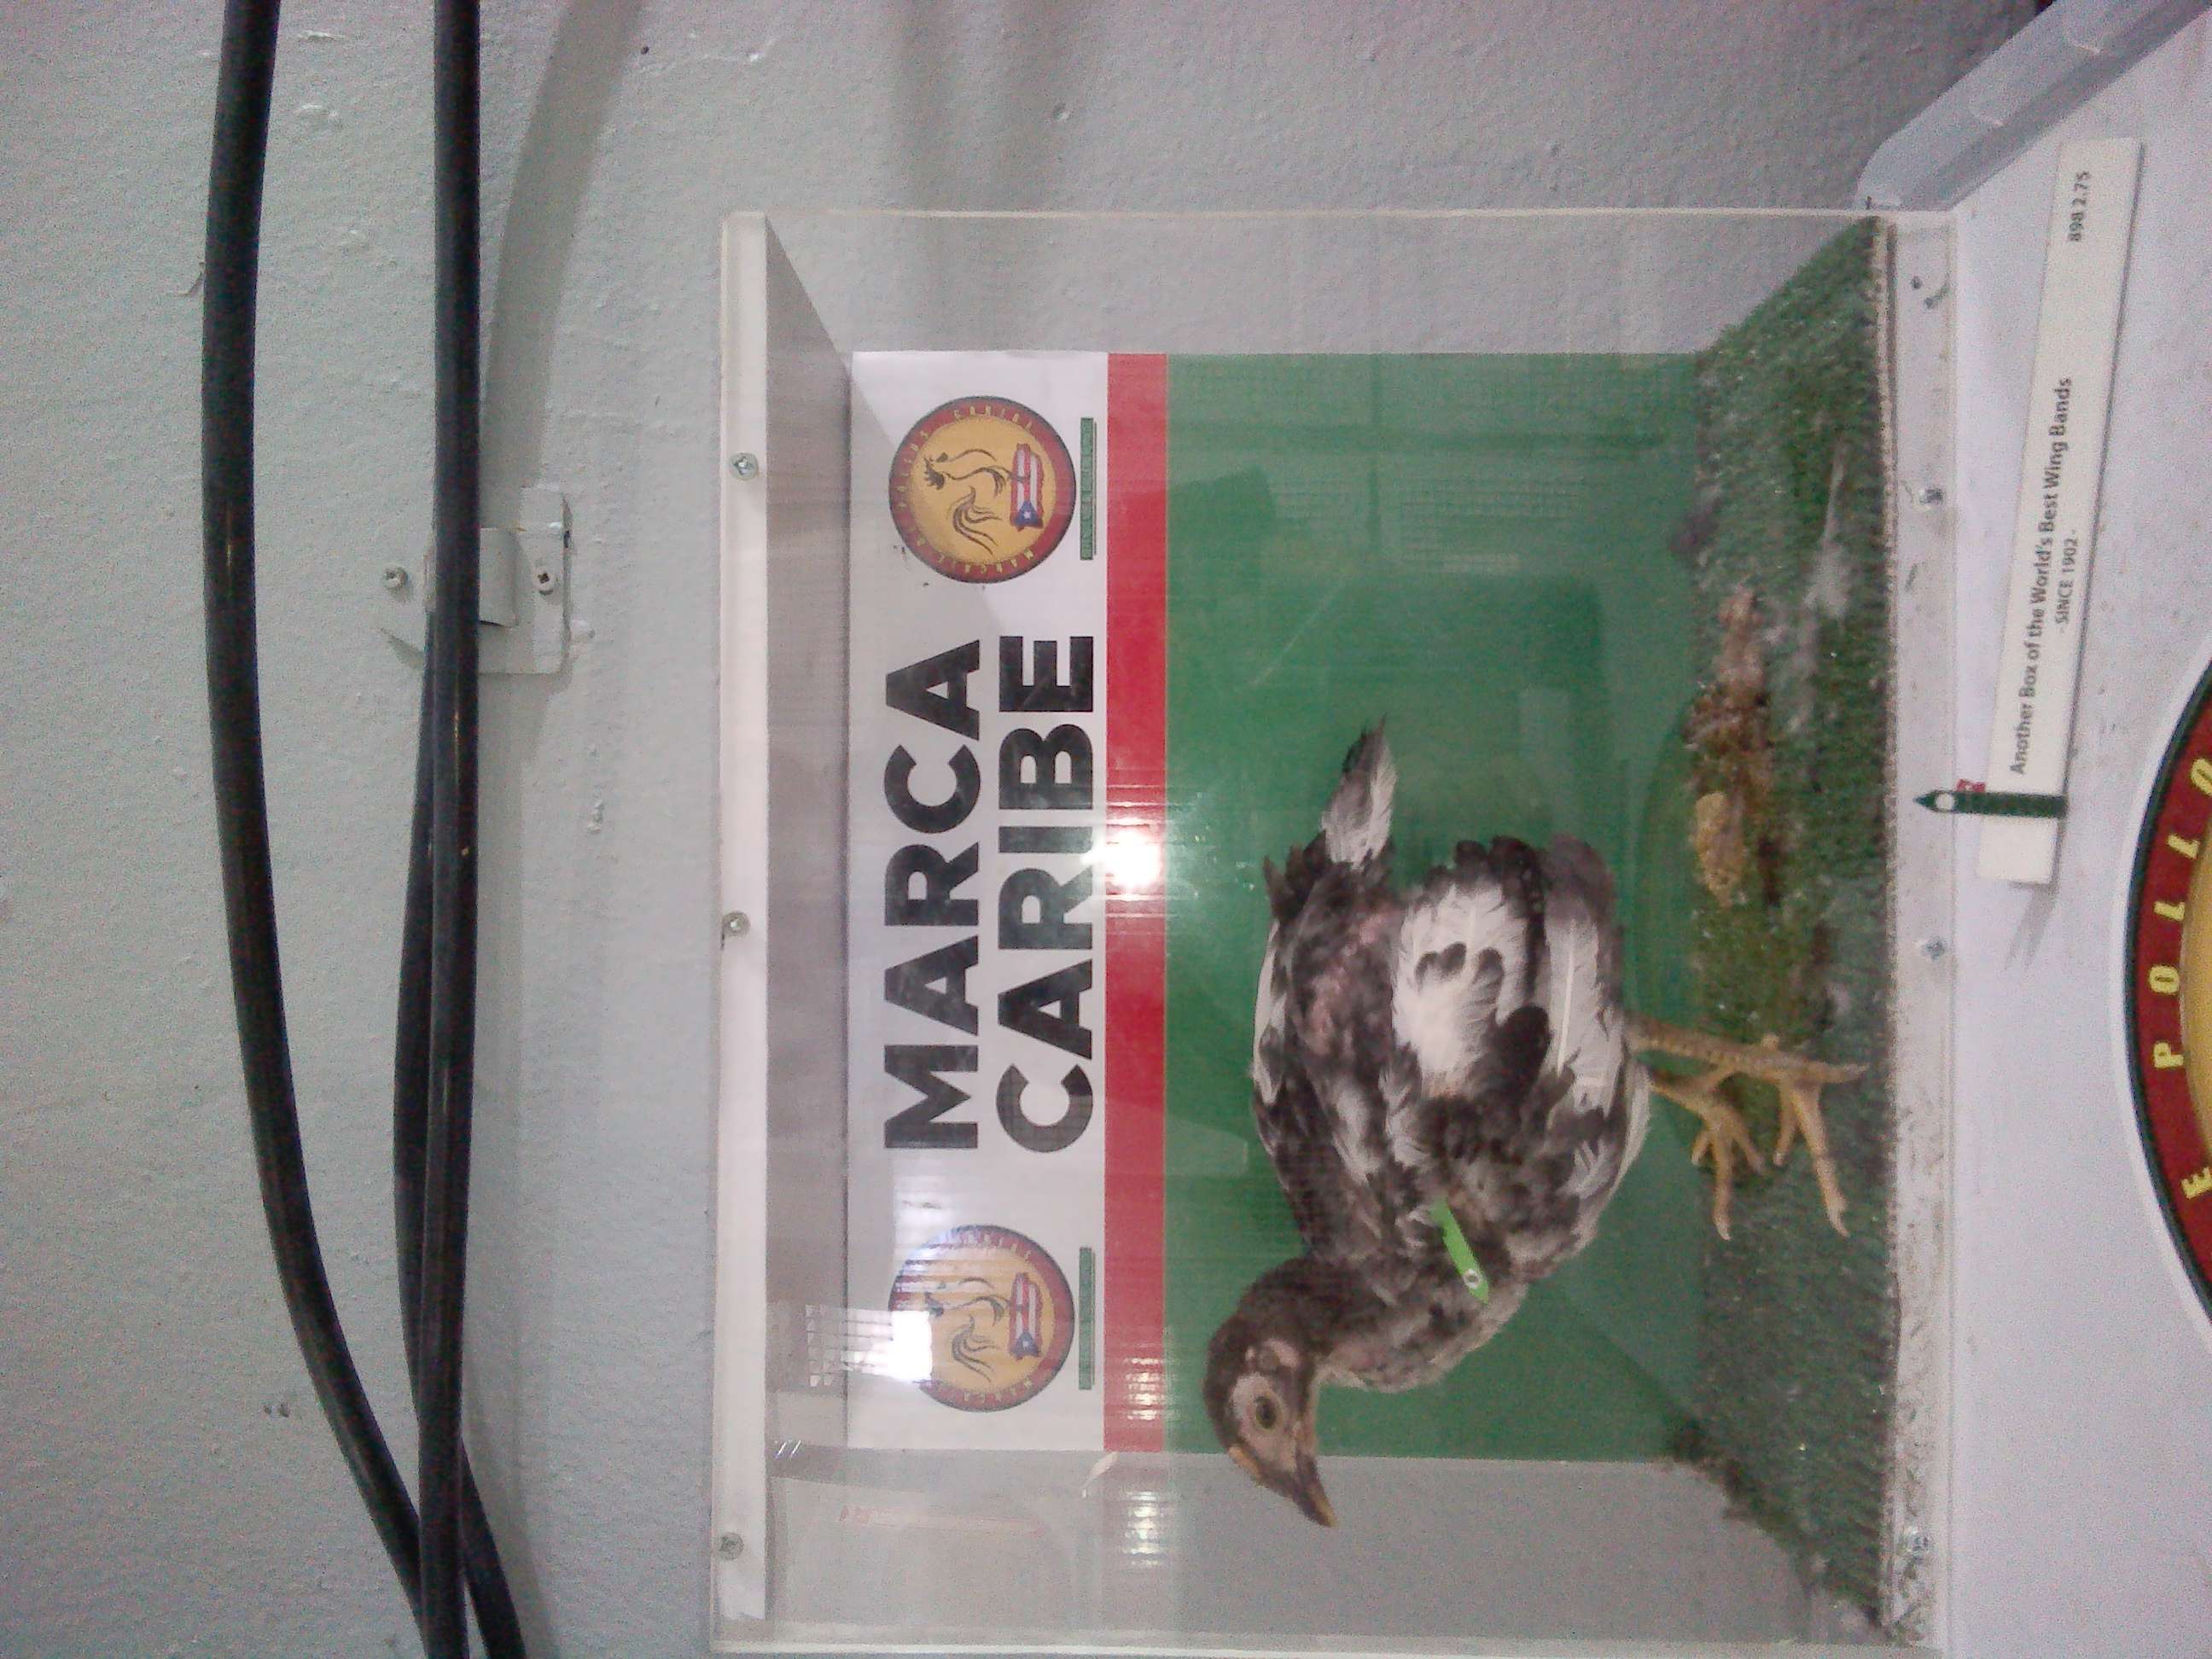 MARCA
CARIBE
Another Box of the World's Best Wing Bands
- SINCE 1902 -
898 2.75
E POLLO